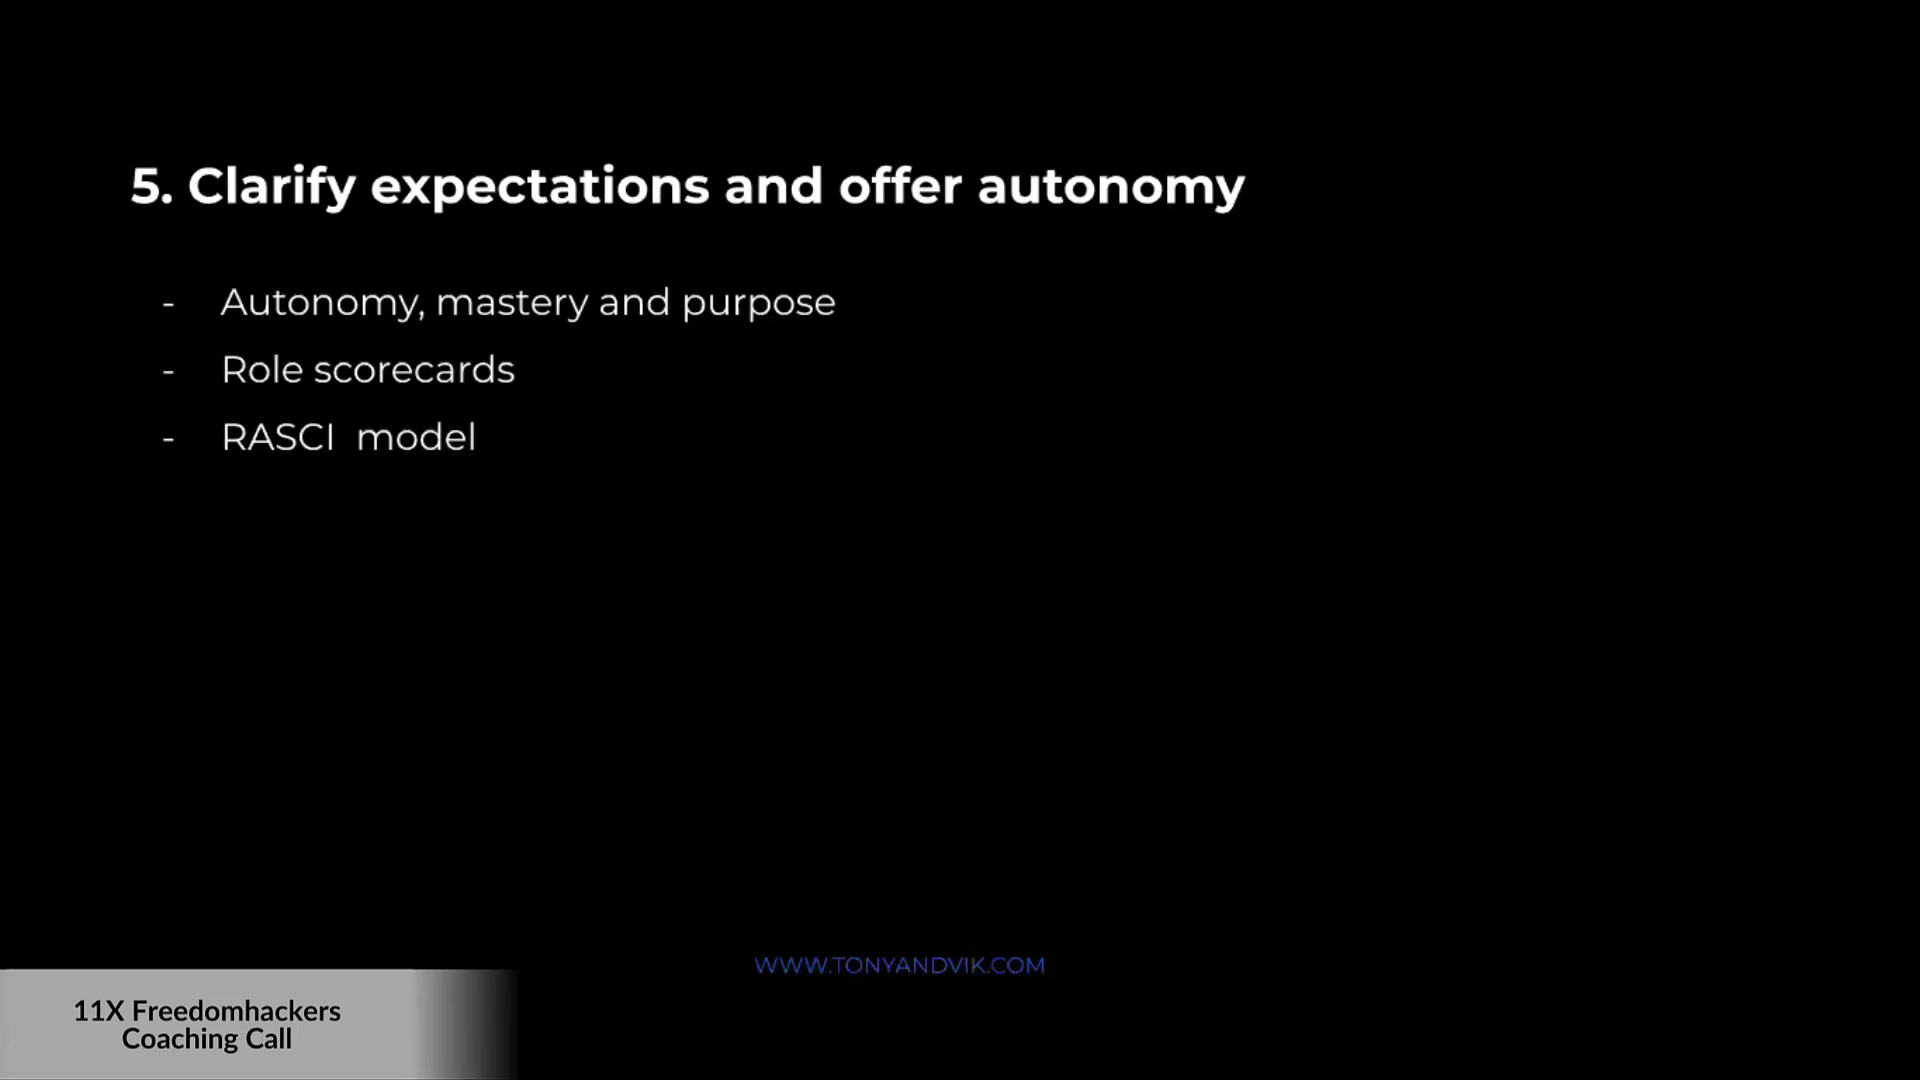 5. Clarify expectations and offer autonomy
- Autonomy, mastery and purpose
- Role scorecards
- RASCI  model
WWW.TONYANDVIK.COM
11X Freedomhackers
Coaching Call